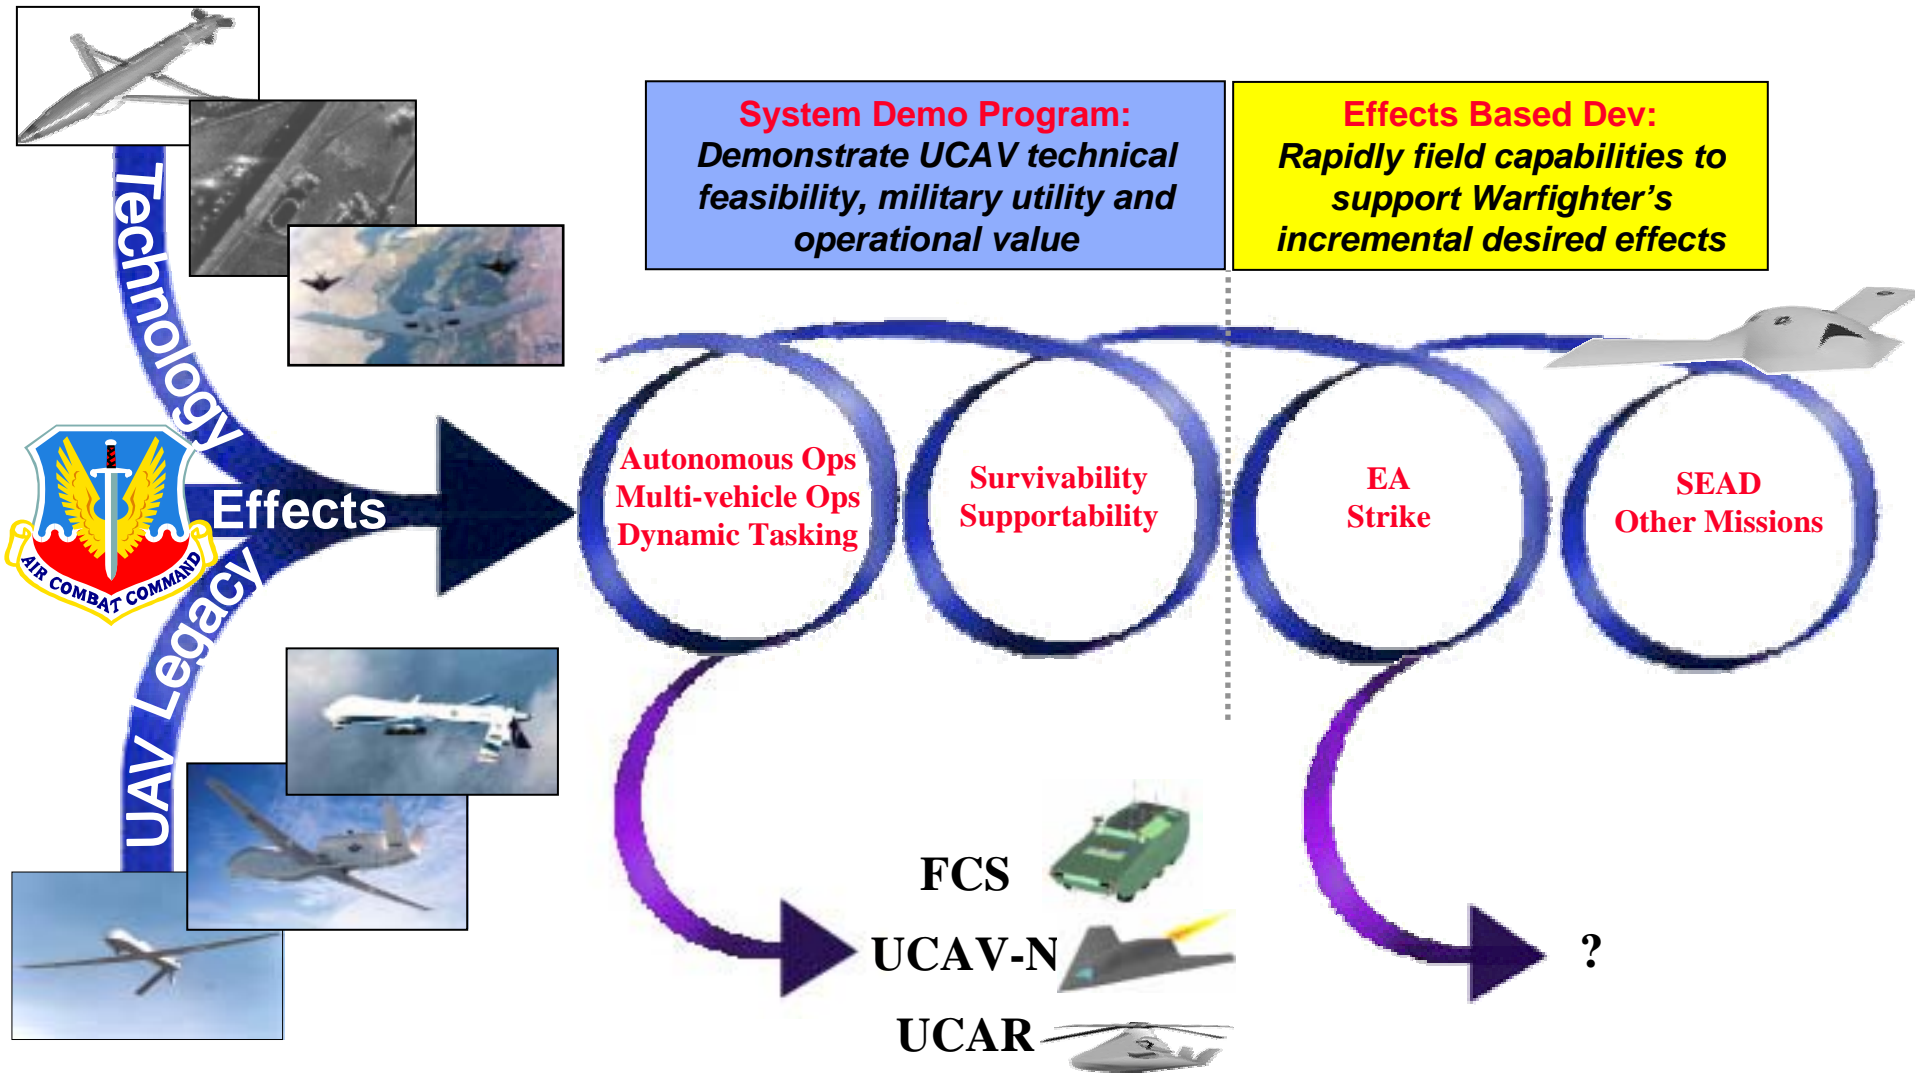 Technology
Effects
UAV Legacy
AIR COMBAT COMMAND
System Demo Program:
Demonstrate UCAV technical
feasibility, military utility and
operational value
Effects Based Dev:
Rapidly field capabilities to
support Warfighter’s
incremental desired effects
Autonomous Ops
Multi-vehicle Ops
Dynamic Tasking
Survivability
Supportability
EA
Strike
SEAD
Other Missions
FCS
UCAV-N
UCAR
?